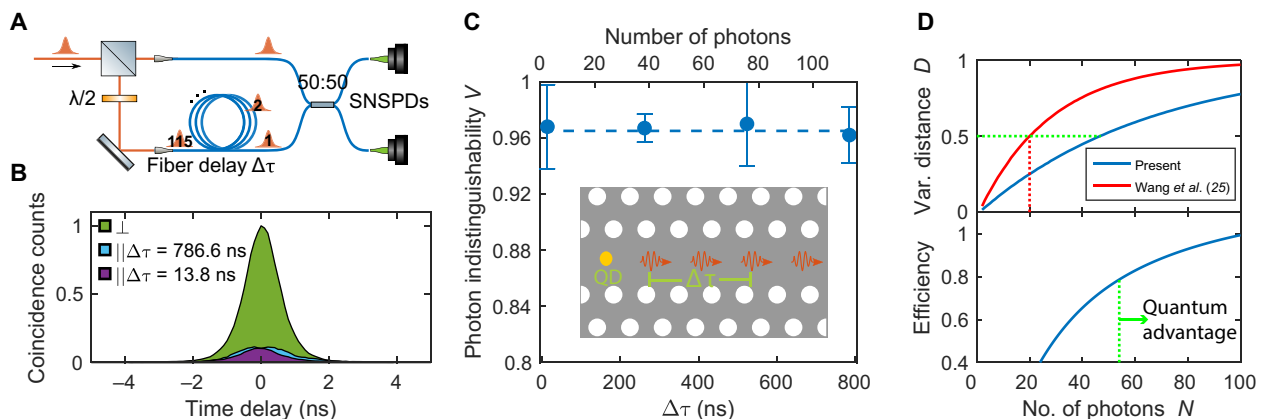 A
λ/2
115
2
1
50:50
SNSPDs
Fiber delay Δτ
B
Coincidence counts
1
0.5
0
⊥
||Δτ = 786.6 ns
||Δτ = 13.8 ns
−4
−2
0
2
4
Time delay (ns)
C
Number of photons
0
20
40
60
80
100
Photon indistinguishability V
1
0.96
0.92
0.88
0.84
0.8
QD
Δτ
0
200
400
600
800
Δτ (ns)
D
Var. distance D
1
0.5
0
Present
Wang et al. (25)
Efficiency
1
0.8
0.6
0.4
Quantum
advantage
0
20
40
60
80
100
No. of photons N